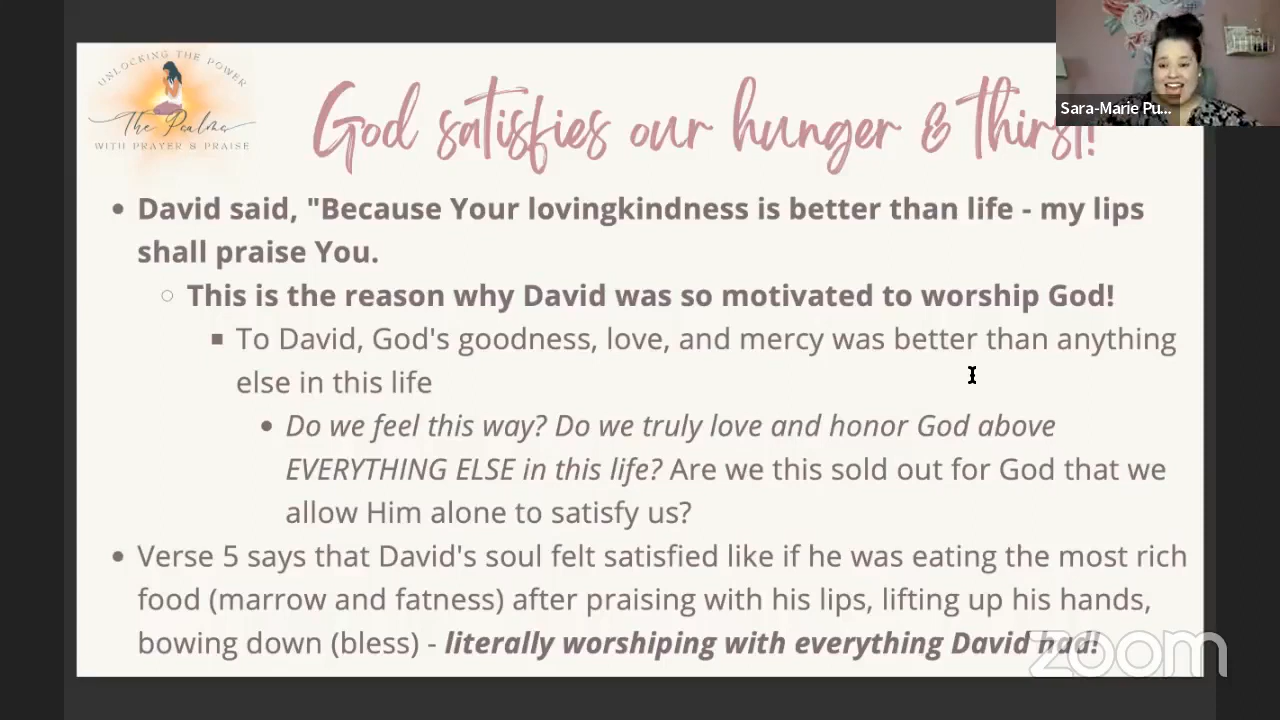 UNLOCKING THE POWER
The Psalms
WITH PRAYER & PRAISE
God satisfies our hunger & thirst!
Sara-Marie Pu...
• David said, "Because Your lovingkindness is better than life - my lips
shall praise You.
○ This is the reason why David was so motivated to worship God!
▪ To David, God's goodness, love, and mercy was better than anything
else in this life
• Do we feel this way? Do we truly love and honor God above
EVERYTHING ELSE in this life? Are we this sold out for God that we
allow Him alone to satisfy us?
• Verse 5 says that David's soul felt satisfied like if he was eating the most rich
food (marrow and fatness) after praising with his lips, lifting up his hands,
bowing down (bless) - literally worshiping with everything David had!
zoom